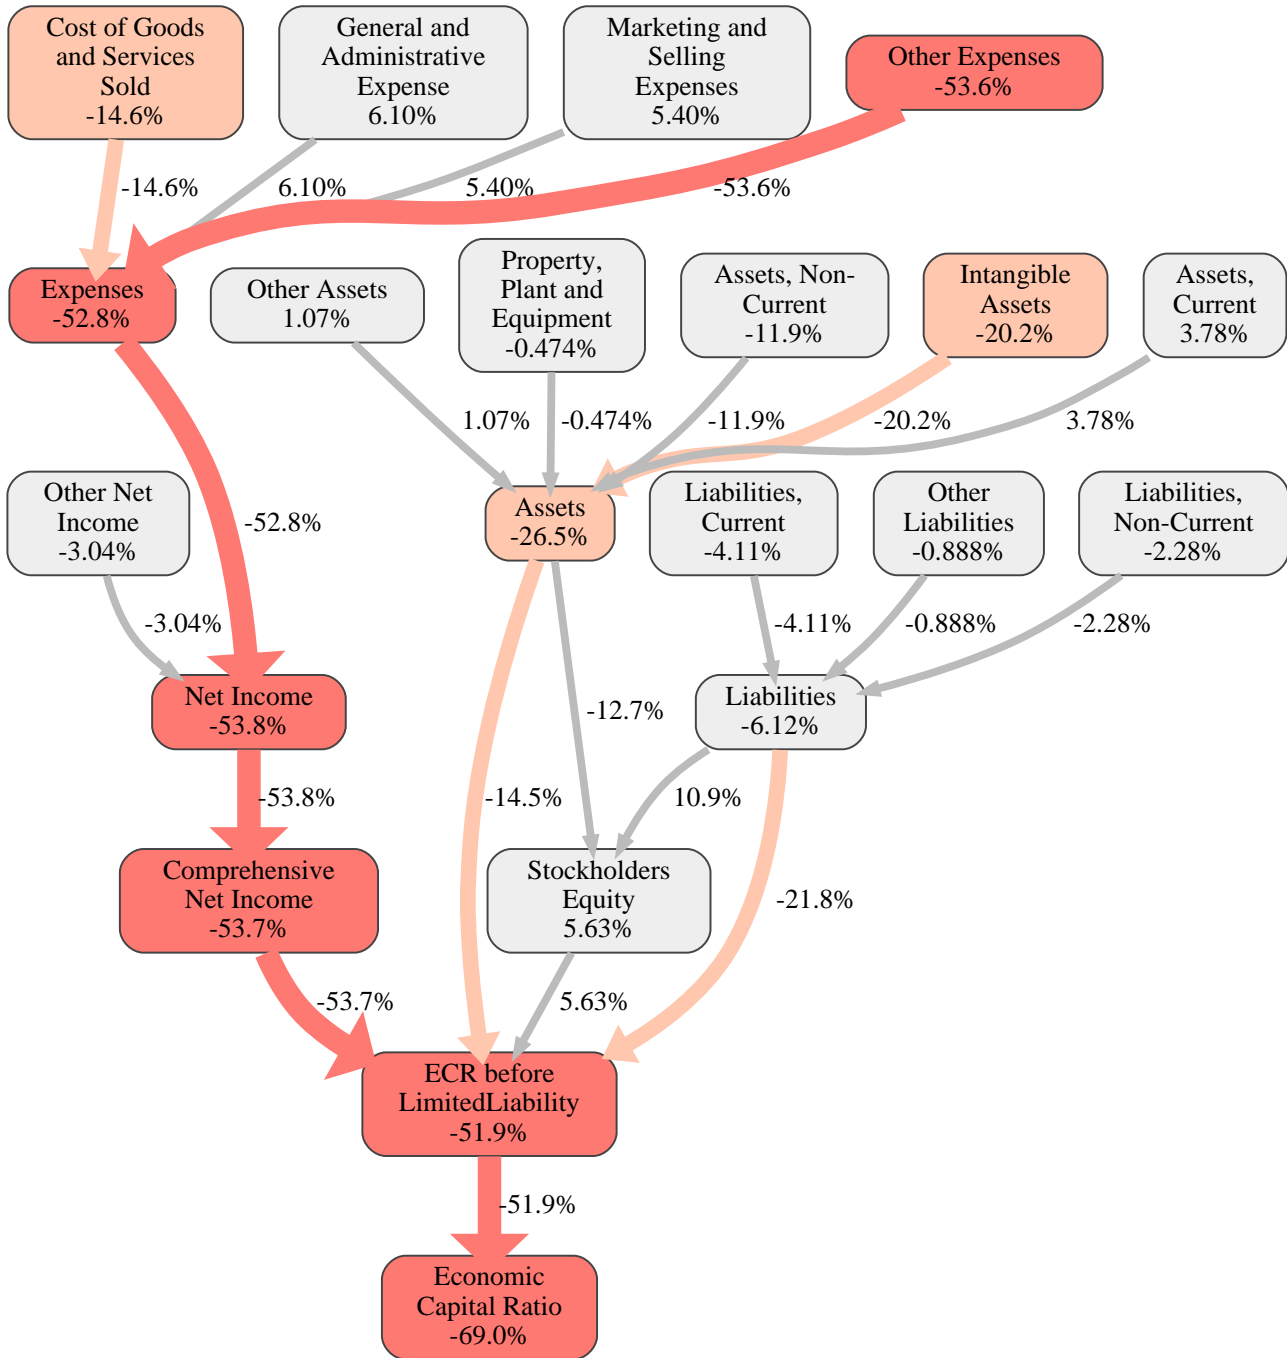 Cost of Goods
and Services
Sold
-14.6%
General and
Administrative
Expense
6.10%
Marketing and
Selling
Expenses
5.40%
Other Expenses
-53.6%
-14.6%
6.10%
5.40%
-53.6%
Expenses
-52.8%
Other Assets
1.07%
Property,
Plant and
Equipment
-0.474%
Assets, Non-
Current
-11.9%
Intangible
Assets
-20.2%
Assets,
Current
3.78%
1.07%
-0.474%
-11.9%
-20.2%
3.78%
Other Net
Income
-3.04%
-52.8%
Assets
-26.5%
Liabilities,
Current
-4.11%
Other
Liabilities
-0.888%
Liabilities,
Non-Current
-2.28%
-3.04%
-4.11%
-0.888%
-2.28%
Net Income
-53.8%
-12.7%
Liabilities
-6.12%
-53.8%
-14.5%
10.9%
Comprehensive
Net Income
-53.7%
Stockholders
Equity
5.63%
-21.8%
-53.7%
5.63%
ECR before
LimitedLiability
-51.9%
-51.9%
Economic
Capital Ratio
-69.0%